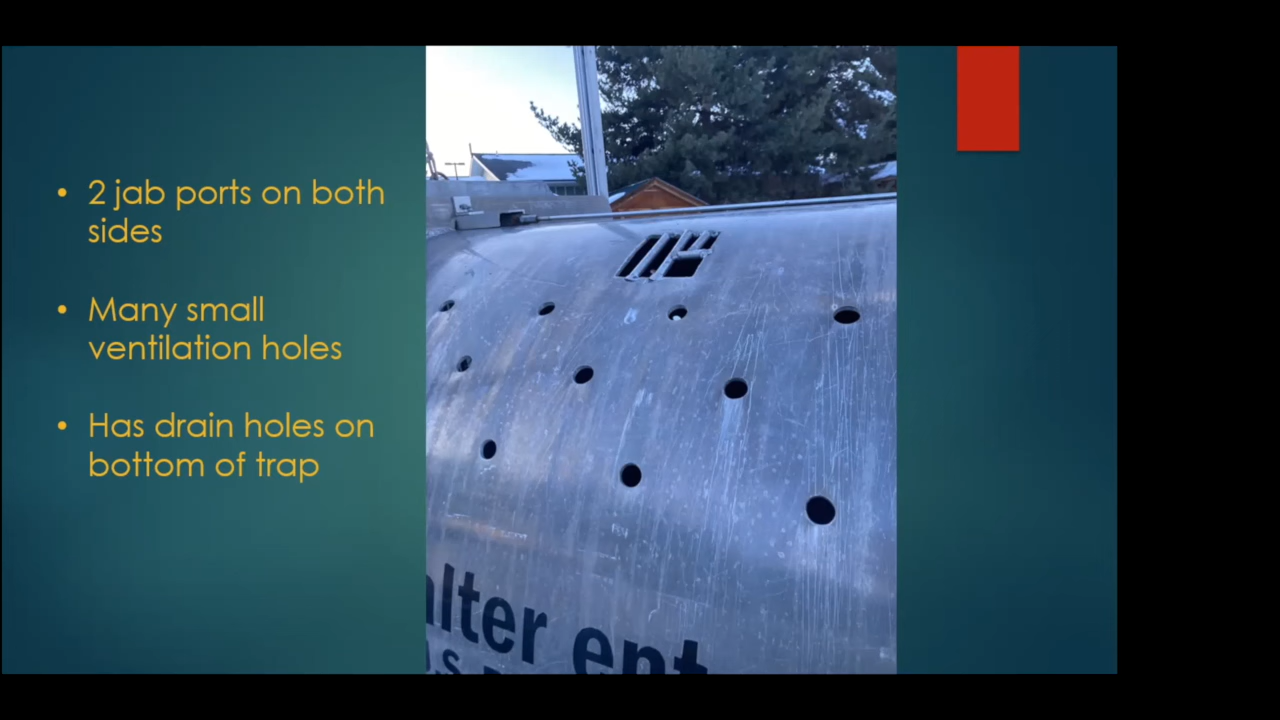 • 2 jab ports on both
sides
• Many small
ventilation holes
• Has drain holes on
bottom of trap
alter ent